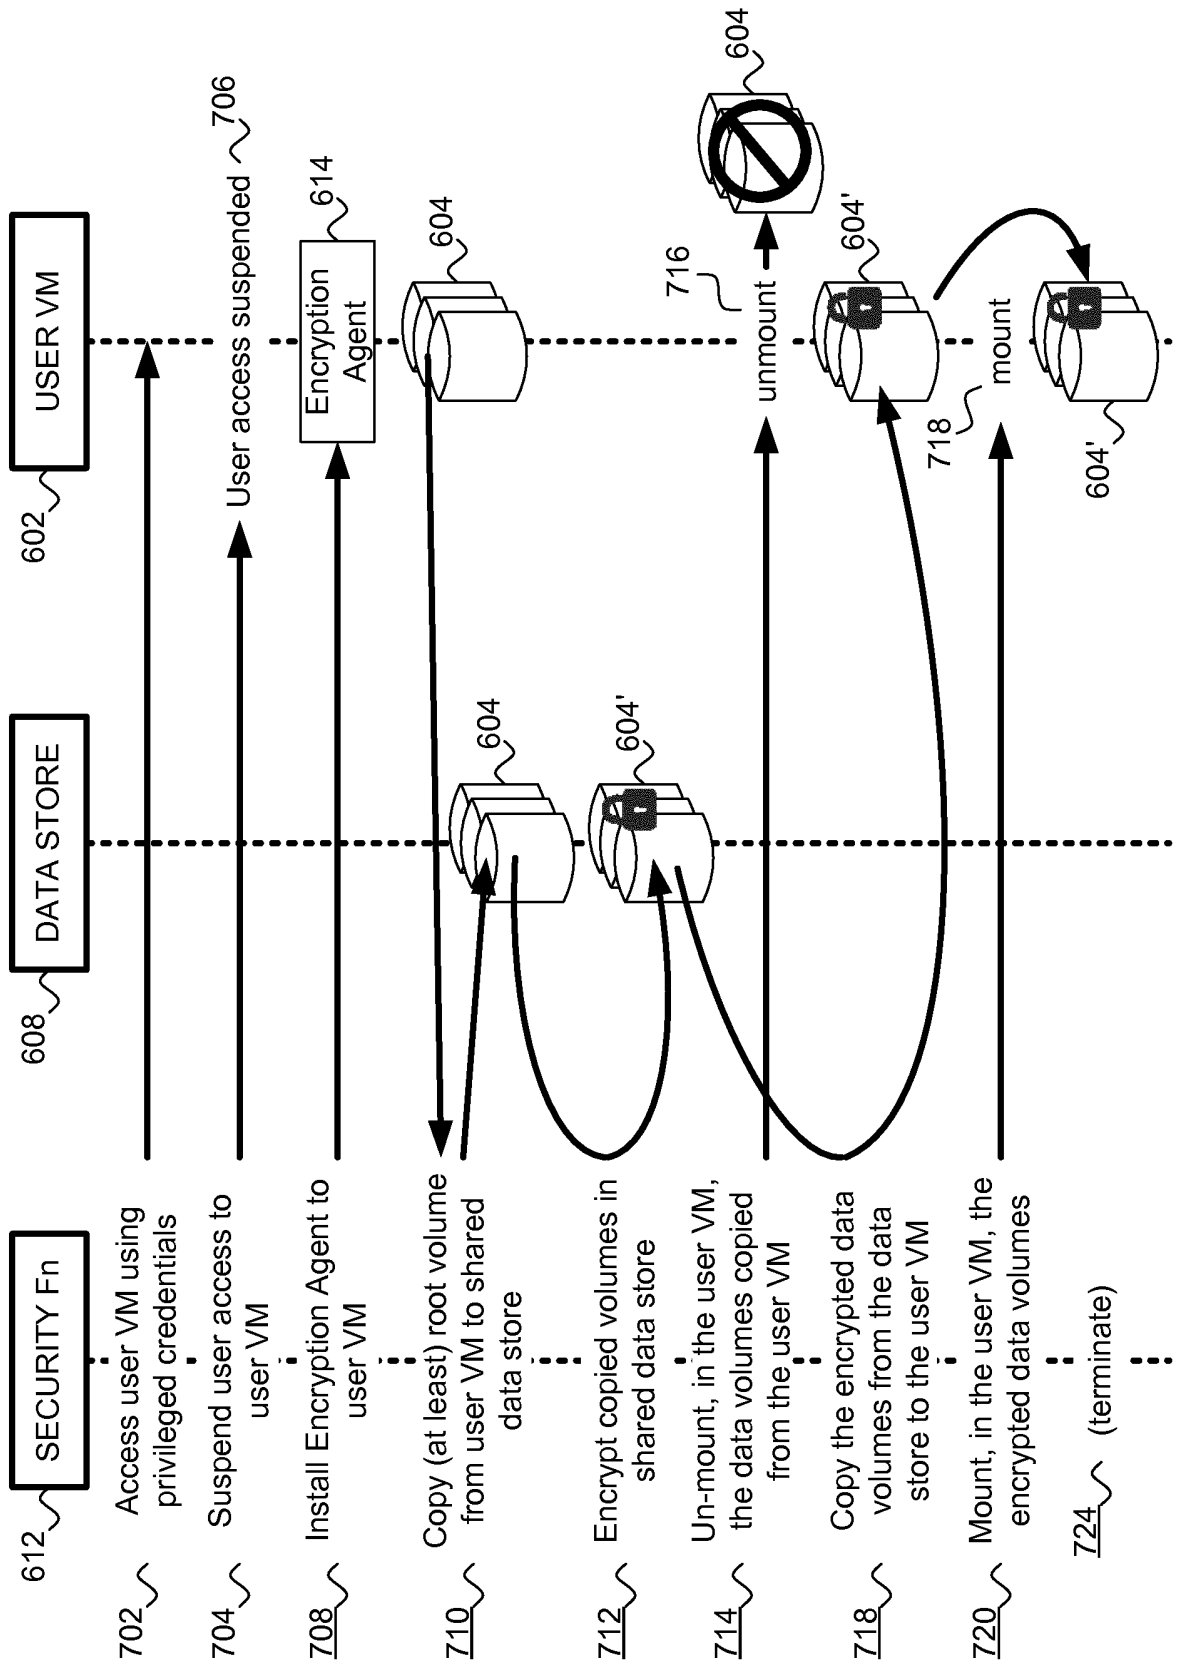 612
SECURITY Fn
608
DATA STORE
602
USER VM
702
Access user VM using
privileged credentials
704
Suspend user access to
user VM
User access suspended
706
708
Install Encryption Agent to
user VM
Encryption
Agent
614
710
Copy (at least) root volume
from user VM to shared
data store
604
604
712
Encrypt copied volumes in
shared data store
604'
714
Un-mount, in the user VM,
the data volumes copied
from the user VM
unmount
716
604
718
Copy the encrypted data
volumes from the data
store to the user VM
604'
720
Mount, in the user VM, the
encrypted data volumes
718
mount
604'
724
(terminate)